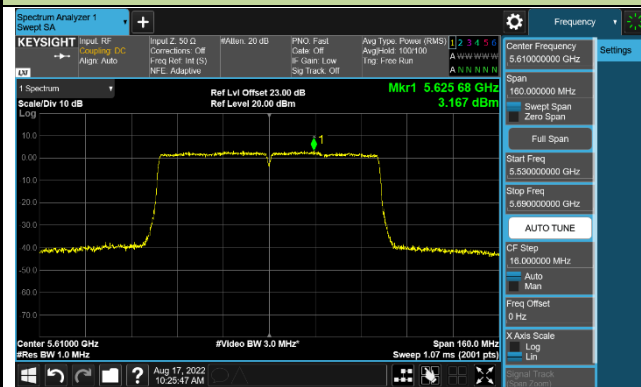 Spectrum Analyzer 1
Swept SA
Frequency
KEYSIGHT
Input: RF
Coupling: DC
Align: Auto
Input Z: 50 Ω
Corrections: Off
Freq Ref: Int (S)
NFE: Adaptive
#Atten: 20 dB
PNO: Fast
Gate: Off
IF Gain: Low
Sig Track: Off
Avg Type: Power (RMS)
Avg|Hold: 100/100
Trig: Free Run
1 2 3 4 5 6
A W W W W W
A N N N N N
LXI
1 Spectrum
Scale/Div 10 dB
Log
Ref Lvl Offset 23.00 dB
Ref Level 20.00 dBm
Mkr1 5.625 68 GHz
3.167 dBm
1
10.0
0.00
-10.0
-20.0
-30.0
-40.0
-50.0
-60.0
-70.0
Center 5.61000 GHz
#Res BW 1.0 MHz
#Video BW 3.0 MHz*
Span 160.0 MHz
Sweep 1.07 ms (2001 pts)
Center Frequency
5.610000000 GHz
Span
160.000000 MHz
Swept Span
Zero Span
Full Span
Start Freq
5.530000000 GHz
Stop Freq
5.690000000 GHz
AUTO TUNE
CF Step
16.000000 MHz
Auto
Man
Freq Offset
0 Hz
X Axis Scale
Log
Lin
Signal Track
(Span Zoom)
Settings
Aug 17, 2022
10:25:47 AM